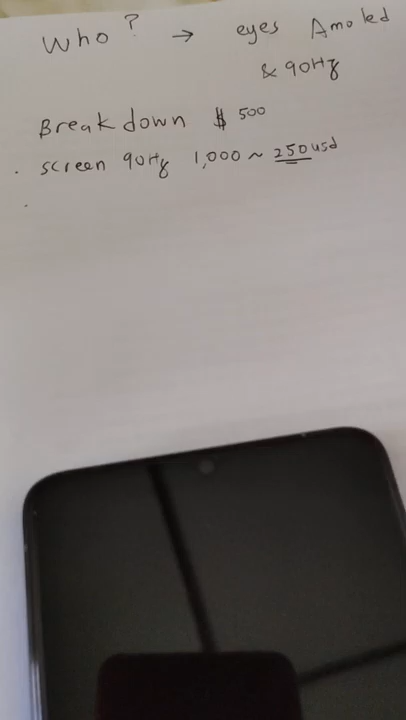 Who? → eyes Amoled
& 90Hz
Breakdown $ 500
. screen 90Hz 1,000 ~ 250usd
.